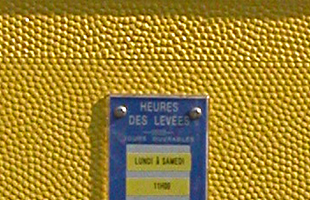 HEURES
DES LEVÉES
JOURS OUVRABLES
LUNDI À SAMEDI
11H00